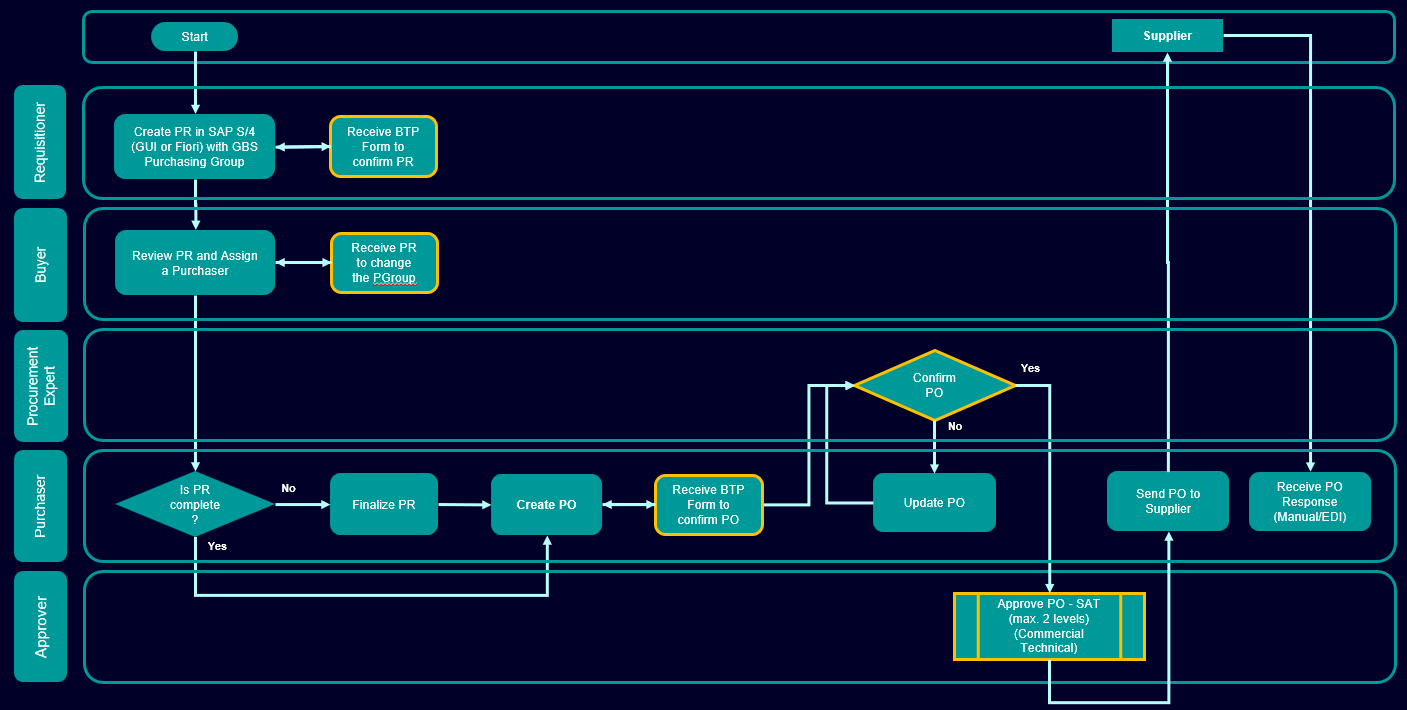 Start
Supplier
Requisitioner
Create PR in SAP S/4
(GUI or Fiori) with GBS
Purchasing Group
Receive BTP
Form to
confirm PR
Buyer
Review PR and Assign
a Purchaser
Receive PR
to change
the PGroup
Procurement
Expert
Confirm
PO
Yes
No
Purchaser
Is PR
complete
?
No
Yes
Finalize PR
Create PO
Receive BTP
Form to
confirm PO
Update PO
Send PO to
Supplier
Receive PO
Response
(Manual/EDI)
Approver
Approve PO - SAT
(max. 2 levels)
(Commercial
Technical)